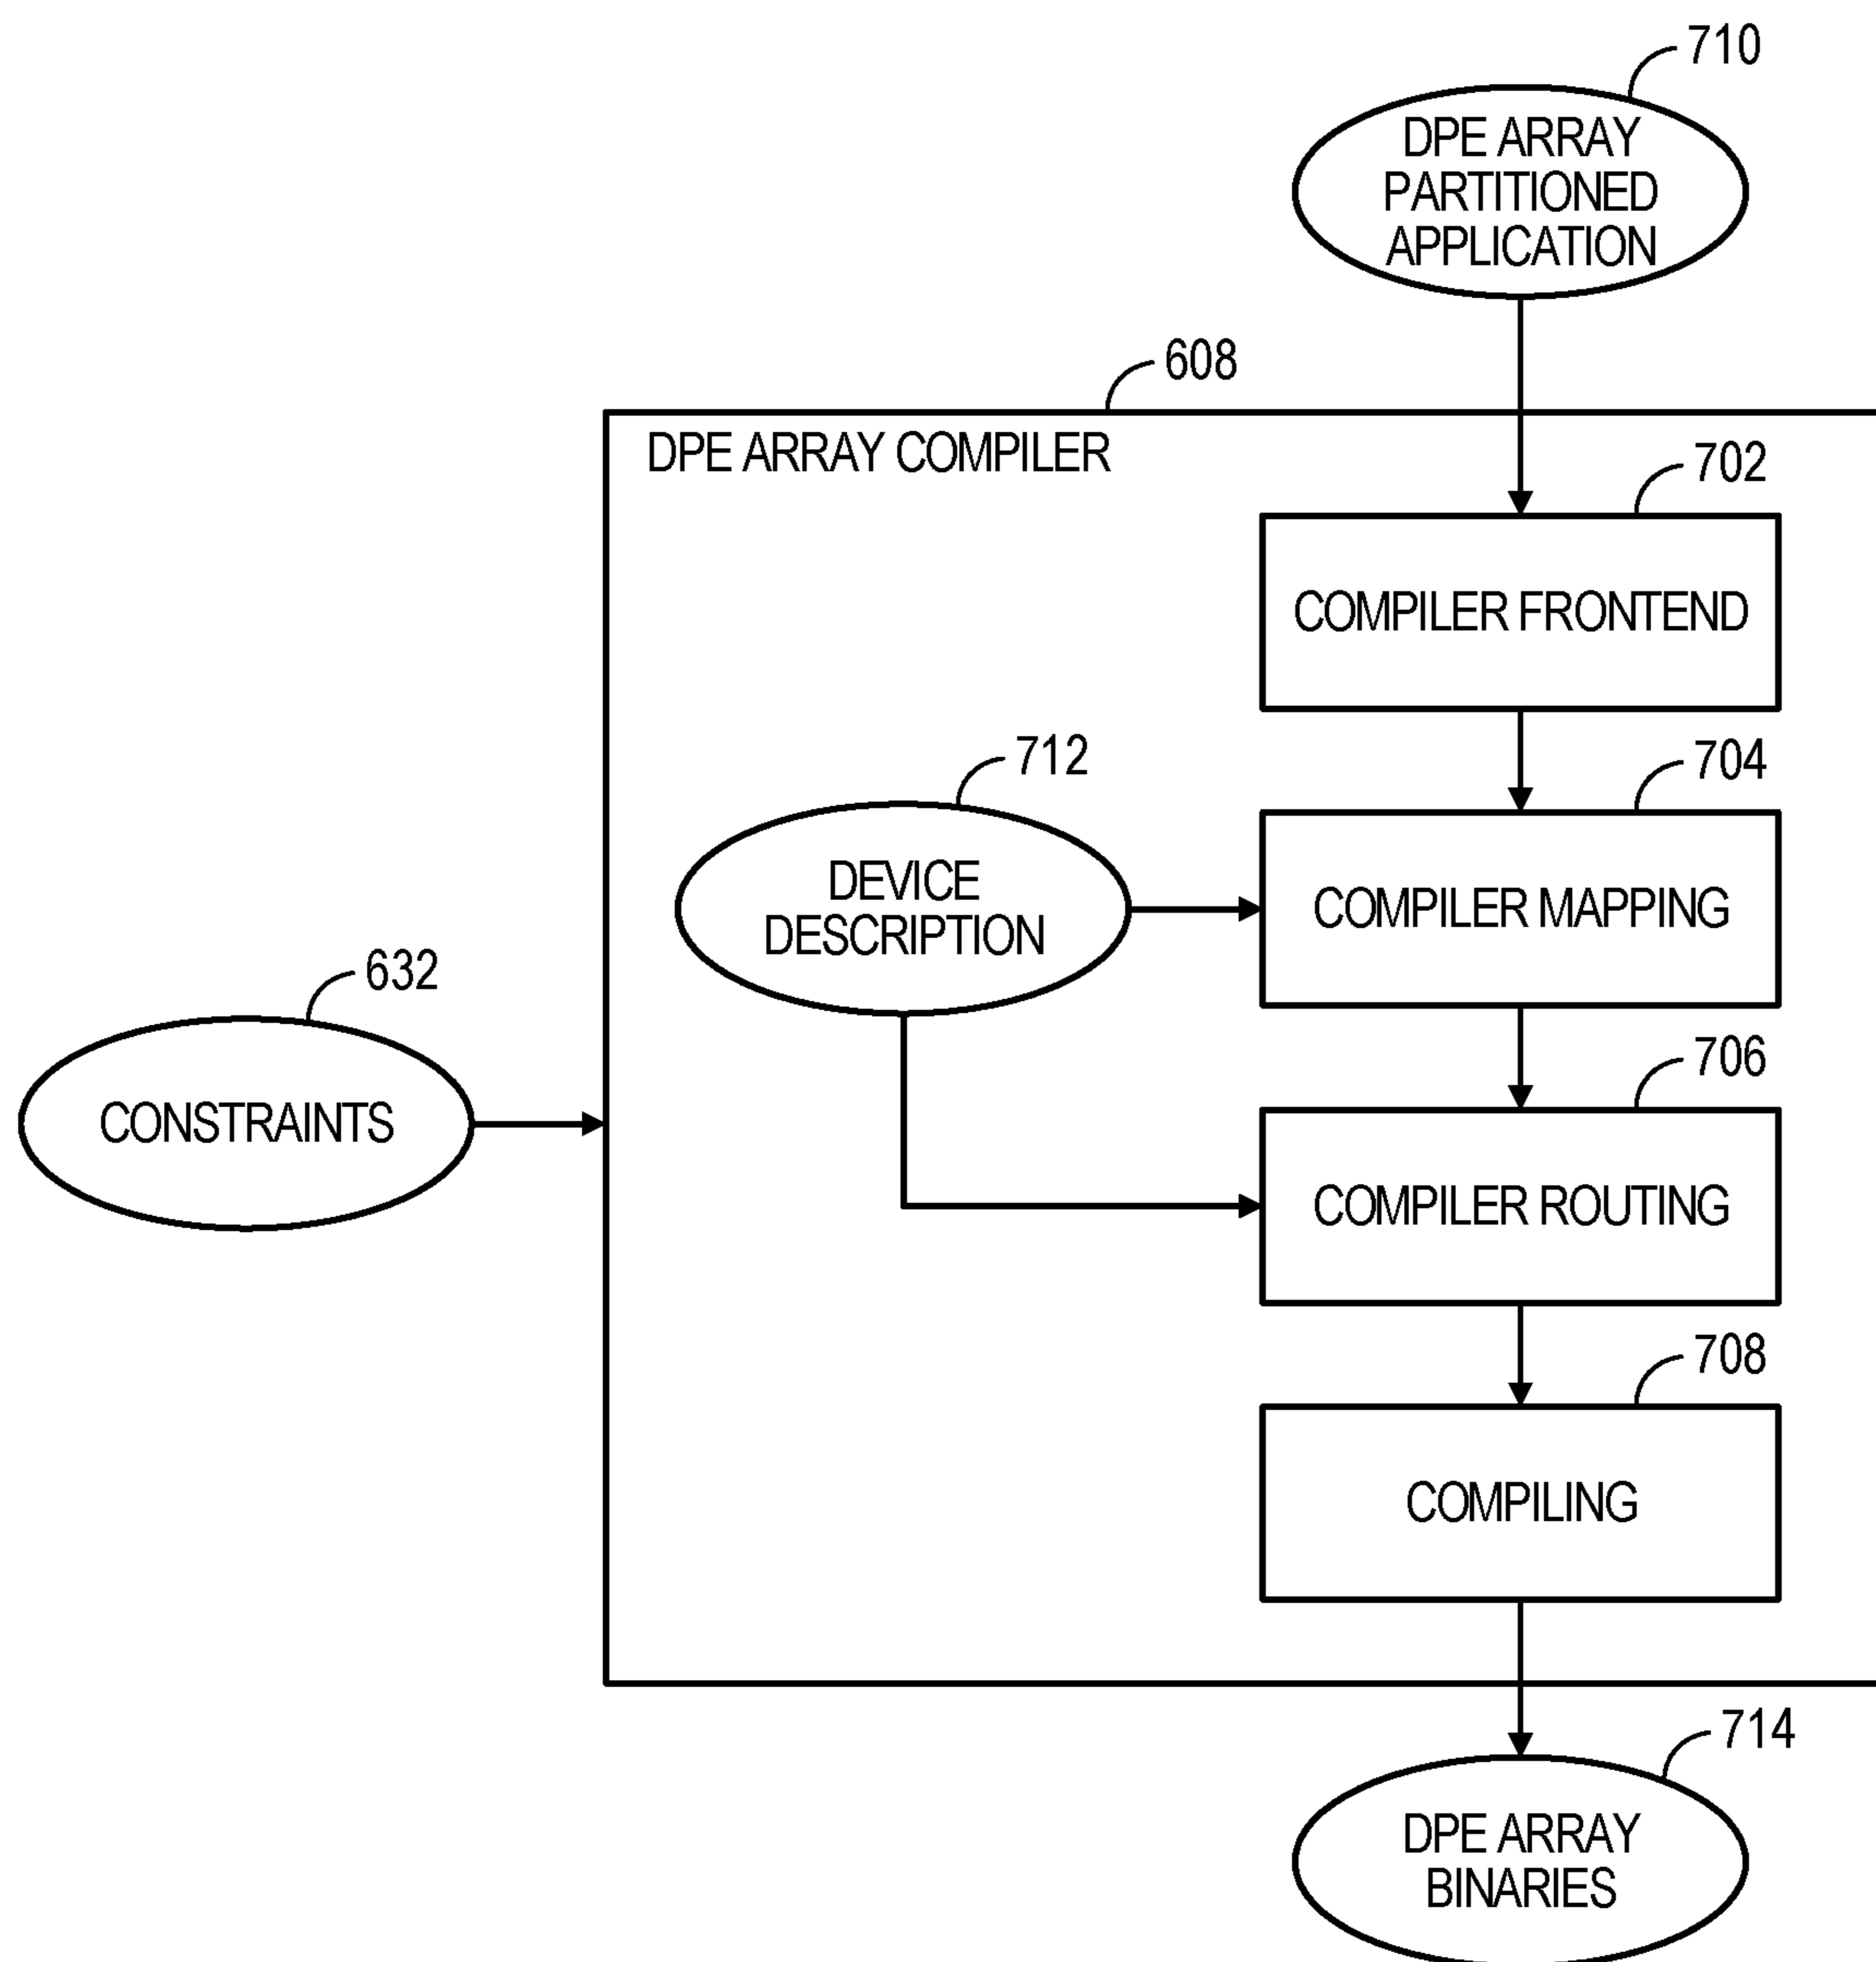 710
DPE ARRAY
PARTITIONED
APPLICATION
608
DPE ARRAY COMPILER
702
COMPILER FRONTEND
704
712
DEVICE
DESCRIPTION
COMPILER MAPPING
632
CONSTRAINTS
706
COMPILER ROUTING
708
COMPILING
714
DPE ARRAY
BINARIES